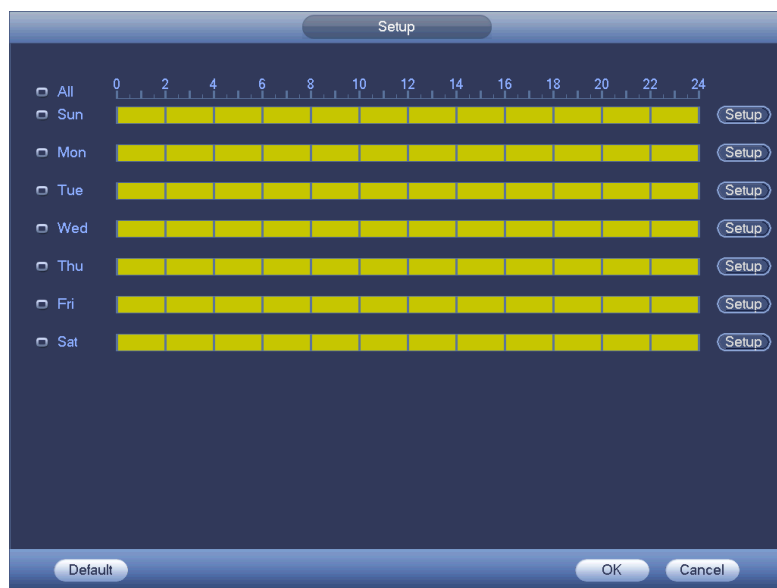 Setup
0 2 4 6 8 10 12 14 16 18 20 22 24
All
Sun Setup
Mon Setup
Tue Setup
Wed Setup
Thu Setup
Fri Setup
Sat Setup
Default OK Cancel